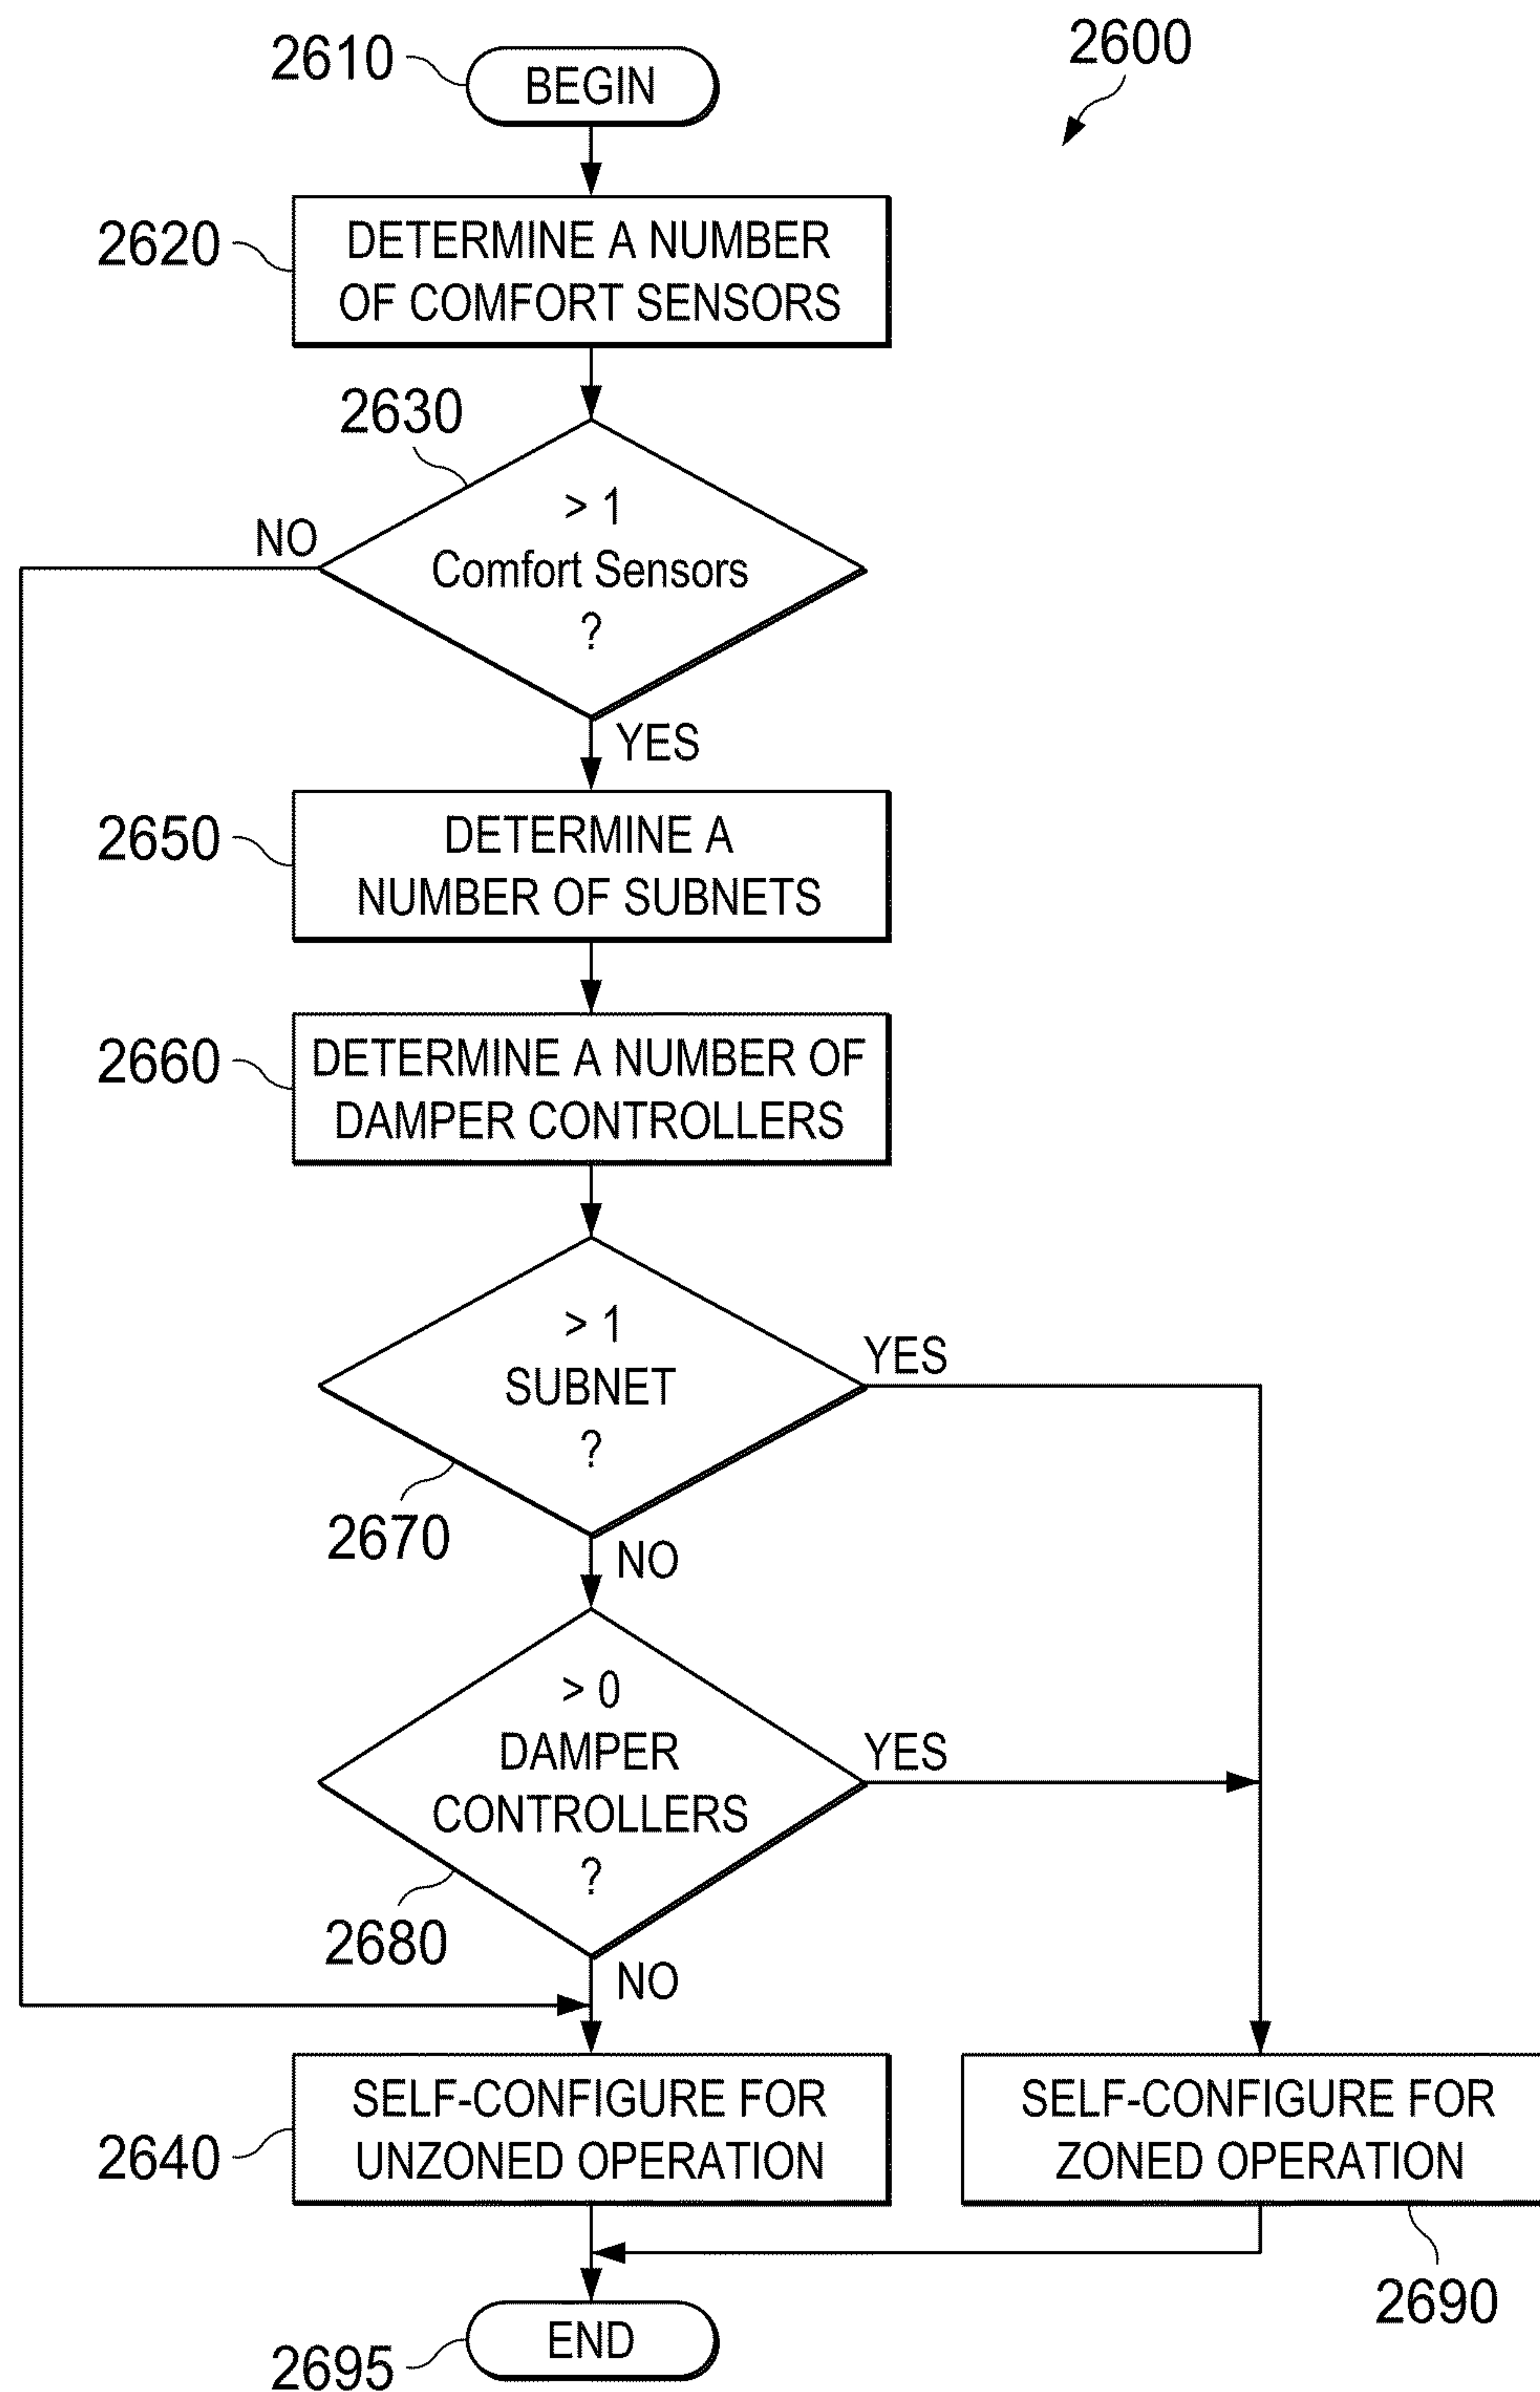 2600
2610
BEGIN
2620
DETERMINE A NUMBER
OF COMFORT SENSORS
2630
> 1
Comfort Sensors
?
NO
YES
2650
DETERMINE A
NUMBER OF SUBNETS
2660
DETERMINE A NUMBER OF
DAMPER CONTROLLERS
> 1
SUBNET
?
YES
2670
NO
> 0
DAMPER
CONTROLLERS
?
YES
2680
NO
2640
SELF-CONFIGURE FOR
UNZONED OPERATION
SELF-CONFIGURE FOR
ZONED OPERATION
2690
END
2695